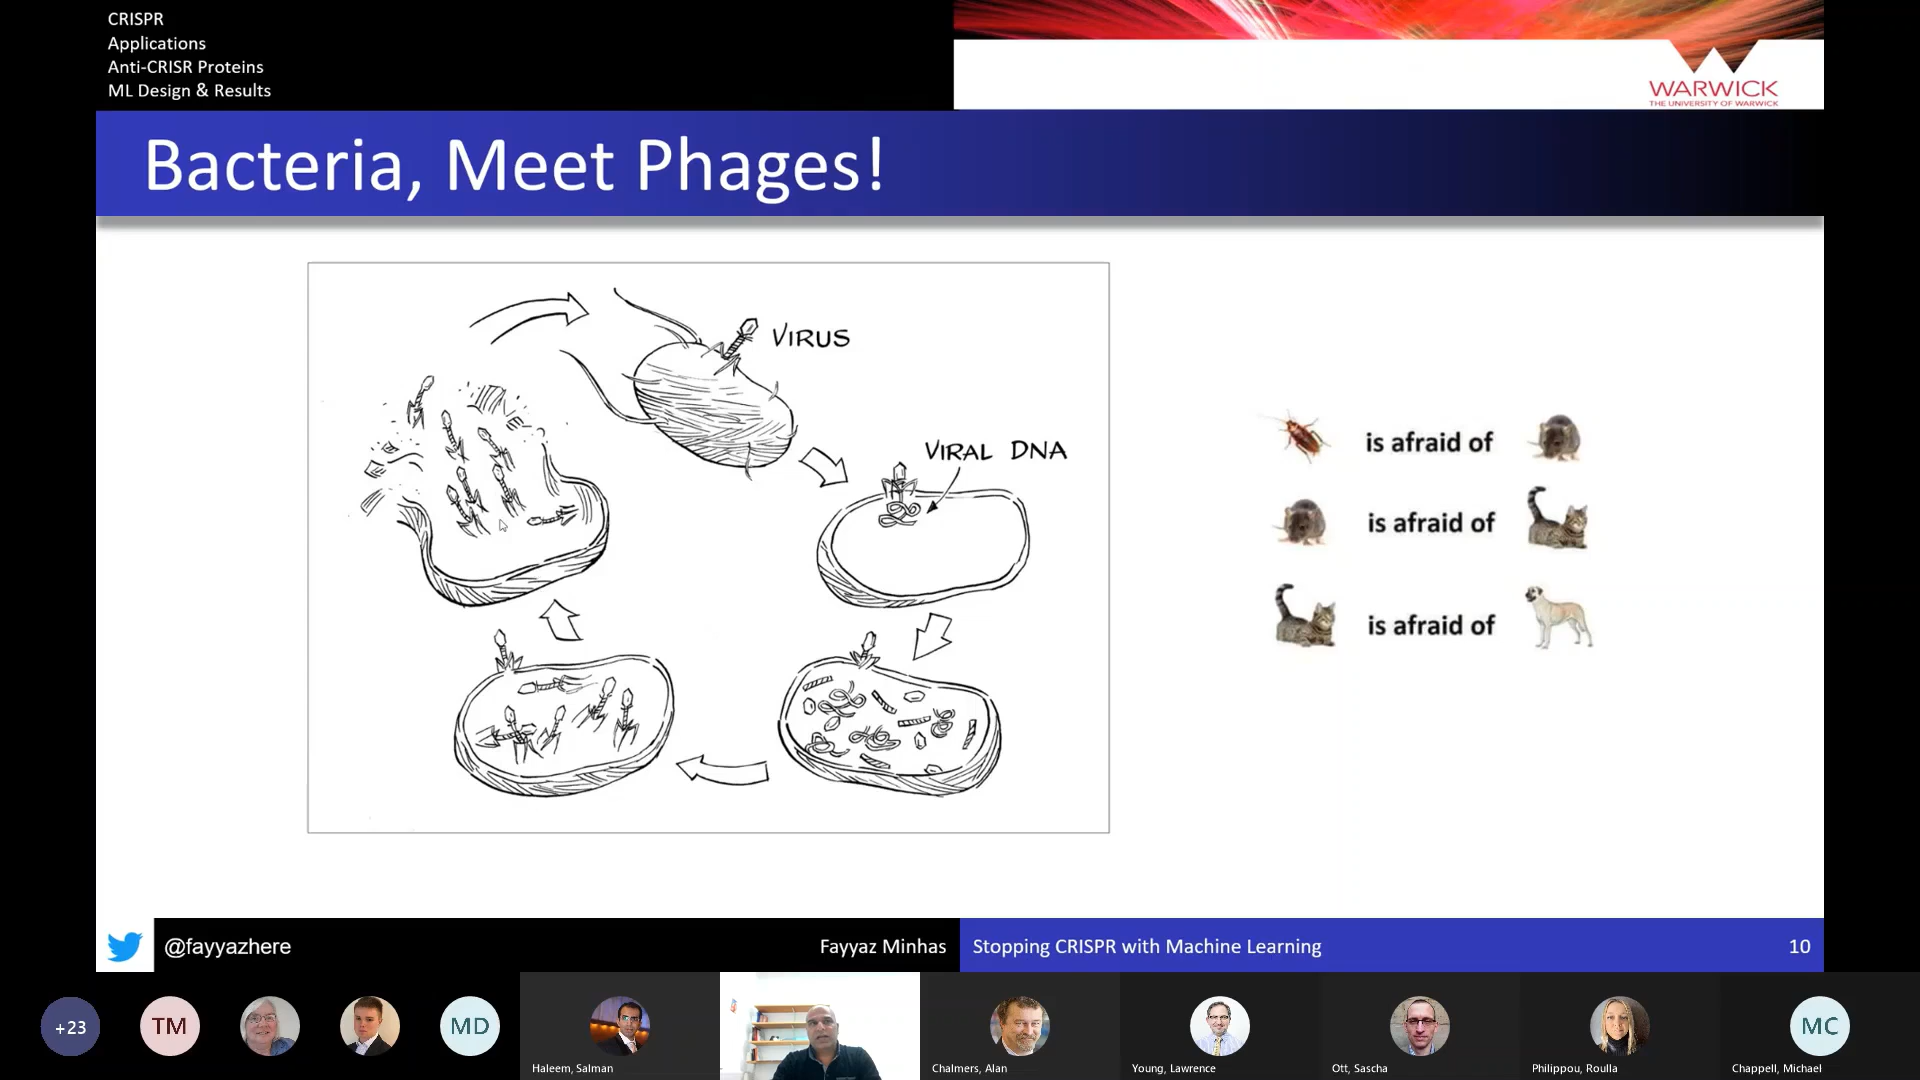 CRISPR
Applications
Anti-CRISR Proteins
ML Design & Results
WARWICK
THE UNIVERSITY OF WARWICK
Bacteria, Meet Phages!
VIRUS
VIRAL DNA
is afraid of
is afraid of
is afraid of
@fayyazhere
Fayyaz Minhas
Stopping CRISPR with Machine Learning
10
+23
TM
MD
MC
Haleem, Salman
Chalmers, Alan
Young, Lawrence
Ott, Sascha
Philippou, Roulla
Chappell, Michael